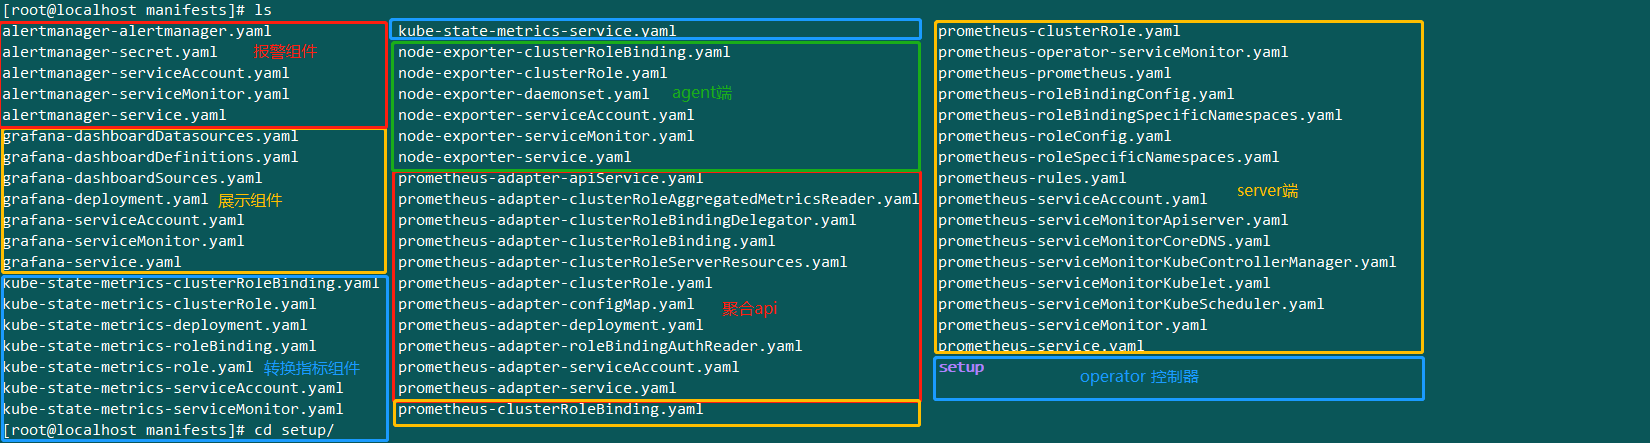 [root@localhost manifests]# ls
alertmanager-alertmanager.yaml
alertmanager-secret.yaml 报警组件
alertmanager-serviceAccount.yaml
alertmanager-serviceMonitor.yaml
alertmanager-service.yaml
grafana-dashboardDatasources.yaml
grafana-dashboardDefinitions.yaml
grafana-dashboardSources.yaml
grafana-deployment.yaml 展示组件
grafana-serviceAccount.yaml
grafana-serviceMonitor.yaml
grafana-service.yaml
kube-state-metrics-clusterRoleBinding.yaml
kube-state-metrics-clusterRole.yaml
kube-state-metrics-deployment.yaml
kube-state-metrics-roleBinding.yaml
kube-state-metrics-role.yaml 转换指标组件
kube-state-metrics-serviceAccount.yaml
kube-state-metrics-serviceMonitor.yaml
kube-state-metrics-service.yaml
node-exporter-clusterRoleBinding.yaml
node-exporter-clusterRole.yaml
node-exporter-daemonset.yaml agent端
node-exporter-serviceAccount.yaml
node-exporter-serviceMonitor.yaml
node-exporter-service.yaml
prometheus-adapter-apiService.yaml
prometheus-adapter-clusterRoleAggregatedMetricsReader.yaml
prometheus-adapter-clusterRoleBindingDelegator.yaml
prometheus-adapter-clusterRoleBinding.yaml
prometheus-adapter-clusterRoleServerResources.yaml
prometheus-adapter-clusterRole.yaml
prometheus-adapter-configMap.yaml 聚合api
prometheus-adapter-deployment.yaml
prometheus-adapter-roleBindingAuthReader.yaml
prometheus-adapter-serviceAccount.yaml
prometheus-adapter-service.yaml
prometheus-clusterRoleBinding.yaml
prometheus-clusterRole.yaml
prometheus-operator-serviceMonitor.yaml
prometheus-prometheus.yaml
prometheus-roleBindingConfig.yaml
prometheus-roleBindingSpecificNamespaces.yaml
prometheus-roleConfig.yaml
prometheus-roleSpecificNamespaces.yaml
prometheus-rules.yaml
server端
prometheus-serviceAccount.yaml
prometheus-serviceMonitorApiserver.yaml
prometheus-serviceMonitorCoreDNS.yaml
prometheus-serviceMonitorKubeControllerManager.yaml
prometheus-serviceMonitorKubelet.yaml
prometheus-serviceMonitorKubeScheduler.yaml
prometheus-serviceMonitor.yaml
prometheus-service.yaml
setup operator 控制器
[root@localhost manifests]# cd setup/